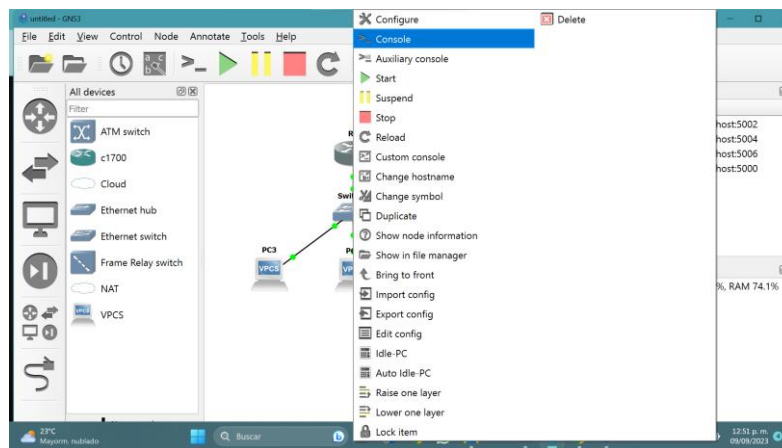 untitled - GNS3
File Edit View Control Node Annotate Tools Help
All devices
Filter
ATM switch
c1700
Cloud
Ethernet hub
Ethernet switch
Frame Relay switch
NAT
VPCS
R
Swit
PC3
VPCS
Configure
Console
Auxiliary console
Start
Suspend
Stop
Reload
Custom console
Change hostname
Change symbol
Duplicate
Show node information
Show in file manager
Bring to front
Import config
Export config
Edit config
Idle-PC
Auto Idle-PC
Raise one layer
Lower one layer
Lock item
Delete
host:5002
host:5004
host:5006
host:5000
%, RAM 74.1%
23°C
Mayorm. nublado
Buscar
12:51 p. m.
09/09/2023